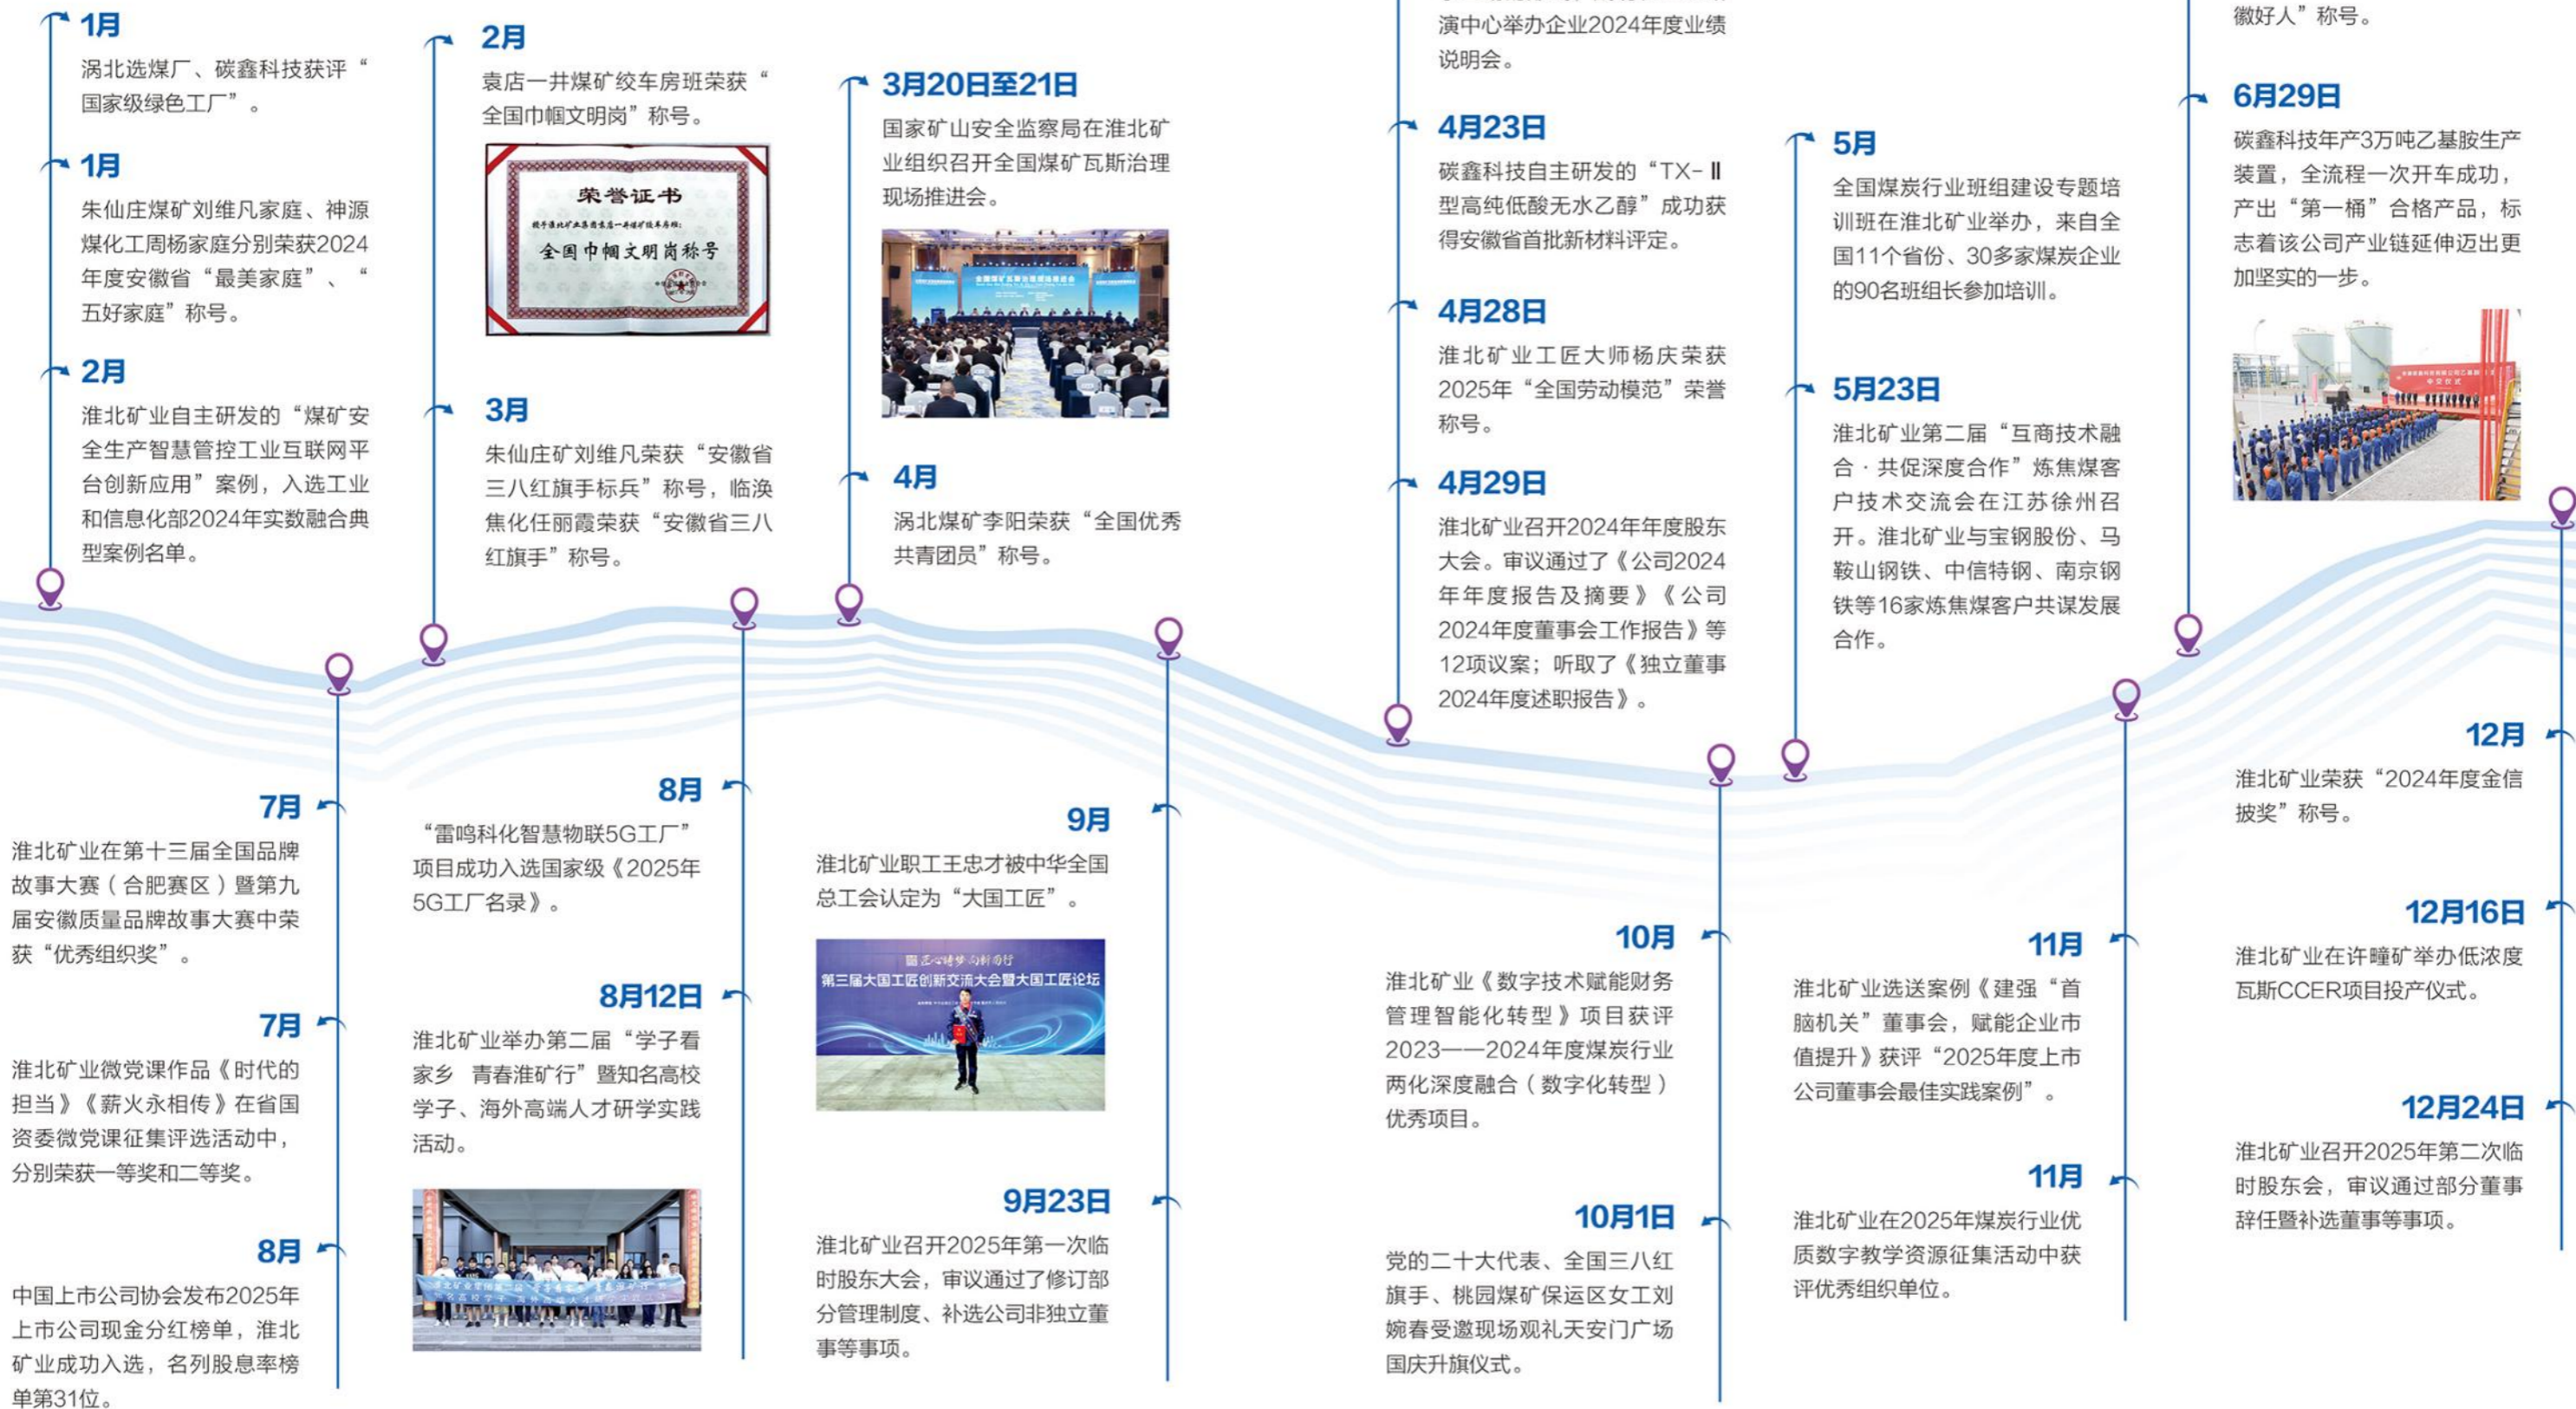 1月
涡北选煤厂、碳鑫科技获评“
国家级绿色工厂”。
1月
朱仙庄煤矿刘维凡家庭、神源
煤化工周杨家庭分别荣获2024
年度安徽省“最美家庭”、“
五好家庭”称号。
2月
淮北矿业自主研发的“煤矿安
全生产智慧管控工业互联网平
台创新应用”案例，入选工业
和信息化部2024年实数融合典
型案例名单。
2月
袁店一井煤矿绞车房班荣获“
全国巾帼文明岗”称号。
荣誉证书
授予淮北矿业集团袁店一井煤矿绞车房班：
全国巾帼文明岗称号
3月
朱仙庄矿刘维凡荣获“安徽省
三八红旗手标兵”称号，临涣
焦化任丽霞荣获“安徽省三八
红旗手”称号。
3月20日至21日
国家矿山安全监察局在淮北矿
业组织召开全国煤矿瓦斯治理
现场推进会。
全国煤矿瓦斯治理现场推进会
4月
涡北煤矿李阳荣获“全国优秀
共青团员”称号。
演中心举办企业2024年度业绩
说明会。
4月23日
碳鑫科技自主研发的“TX-Ⅱ
型高纯低酸无水乙醇”成功获
得安徽省首批新材料评定。
4月28日
淮北矿业工匠大师杨庆荣获
2025年“全国劳动模范”荣誉
称号。
4月29日
淮北矿业召开2024年年度股东
大会。审议通过了《公司2024
年年度报告及摘要》《公司
2024年度董事会工作报告》等
12项议案；听取了《独立董事
2024年度述职报告》。
5月
全国煤炭行业班组建设专题培
训班在淮北矿业举办，来自全
国11个省份、30多家煤炭企业
的90名班组长参加培训。
5月23日
淮北矿业第二届“互商技术融
合·共促深度合作”炼焦煤客
户技术交流会在江苏徐州召
开。淮北矿业与宝钢股份、马
鞍山钢铁、中信特钢、南京钢
铁等16家炼焦煤客户共谋发展
合作。
徽好人”称号。
6月29日
碳鑫科技年产3万吨乙基胺生产
装置，全流程一次开车成功，
产出“第一桶”合格产品，标
志着该公司产业链延伸迈出更
加坚实的一步。
中交仪式
7月
淮北矿业在第十三届全国品牌
故事大赛（合肥赛区）暨第九
届安徽质量品牌故事大赛中荣
获“优秀组织奖”。
7月
淮北矿业微党课作品《时代的
担当》《薪火永相传》在省国
资委微党课征集评选活动中，
分别荣获一等奖和二等奖。
8月
中国上市公司协会发布2025年
上市公司现金分红榜单，淮北
矿业成功入选，名列股息率榜
单第31位。
8月
“雷鸣科化智慧物联5G工厂”
项目成功入选国家级《2025年
5G工厂名录》。
8月12日
淮北矿业举办第二届“学子看
家乡 青春淮矿行”暨知名高校
学子、海外高端人才研学实践
活动。
9月
淮北矿业职工王忠才被中华全国
总工会认定为“大国工匠”。
匠心铸梦 向新而行
第三届大国工匠创新交流大会暨大国工匠论坛
9月23日
淮北矿业召开2025年第一次临
时股东大会，审议通过了修订部
分管理制度、补选公司非独立董
事等事项。
10月
淮北矿业《数字技术赋能财务
管理智能化转型》项目获评
2023——2024年度煤炭行业
两化深度融合（数字化转型）
优秀项目。
10月1日
党的二十大代表、全国三八红
旗手、桃园煤矿保运区女工刘
婉春受邀现场观礼天安门广场
国庆升旗仪式。
11月
淮北矿业选送案例《建强“首
脑机关”董事会，赋能企业市
值提升》获评“2025年度上市
公司董事会最佳实践案例”。
11月
淮北矿业在2025年煤炭行业优
质数字教学资源征集活动中获
评优秀组织单位。
12月
淮北矿业荣获“2024年度金信
披奖”称号。
12月16日
淮北矿业在许疃矿举办低浓度
瓦斯CCER项目投产仪式。
12月24日
淮北矿业召开2025年第二次临
时股东会，审议通过部分董事
辞任暨补选董事等事项。